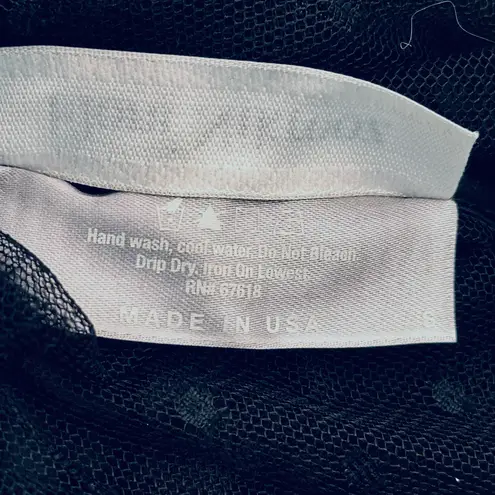 Hand wash, cool water. Do Not Bleach.
Drip Dry. Iron On Lowest.
RN# 67618
MADE IN USA
S